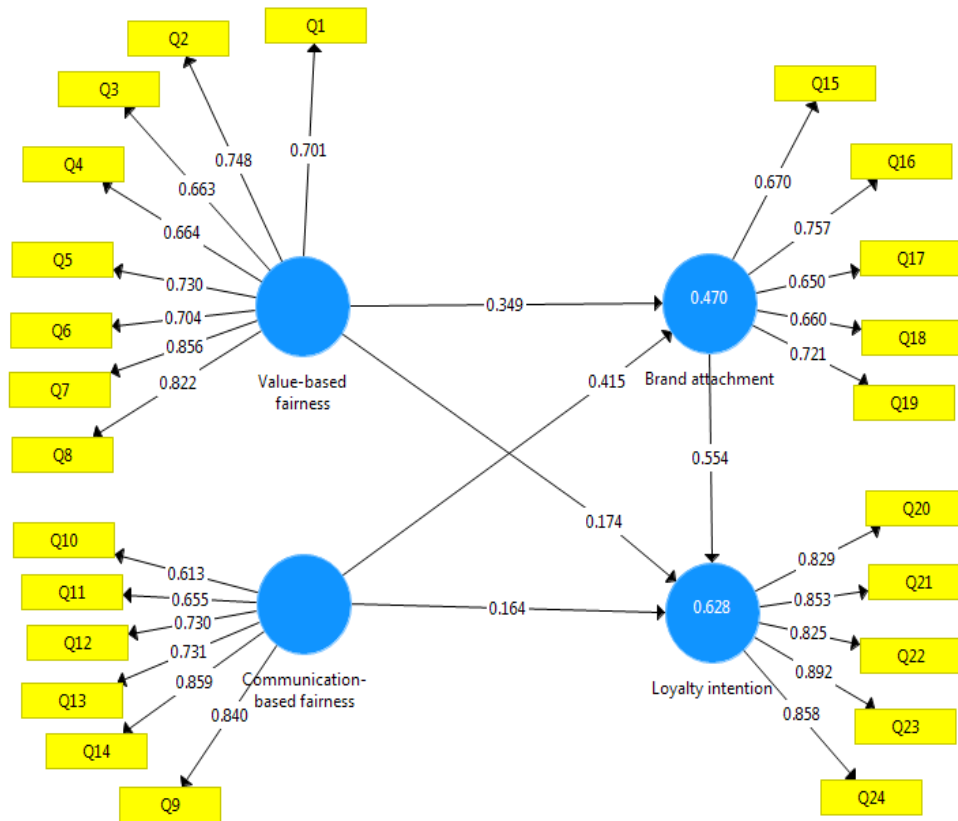 Q1
Q2
Q3
Q4
Q5
Q6
Q7
Q8
0.701
0.748
0.663
0.664
0.730
0.704
0.856
0.822
Value-based
fairness
Q10
Q11
Q12
Q13
Q14
Q9
0.613
0.655
0.730
0.731
0.859
0.840
Communication-
based fairness
0.349
0.415
0.174
0.164
0.554
0.470
Brand attachment
Q15
Q16
Q17
Q18
Q19
0.670
0.757
0.650
0.660
0.721
0.628
Loyalty intention
Q20
Q21
Q22
Q23
Q24
0.829
0.853
0.825
0.892
0.858